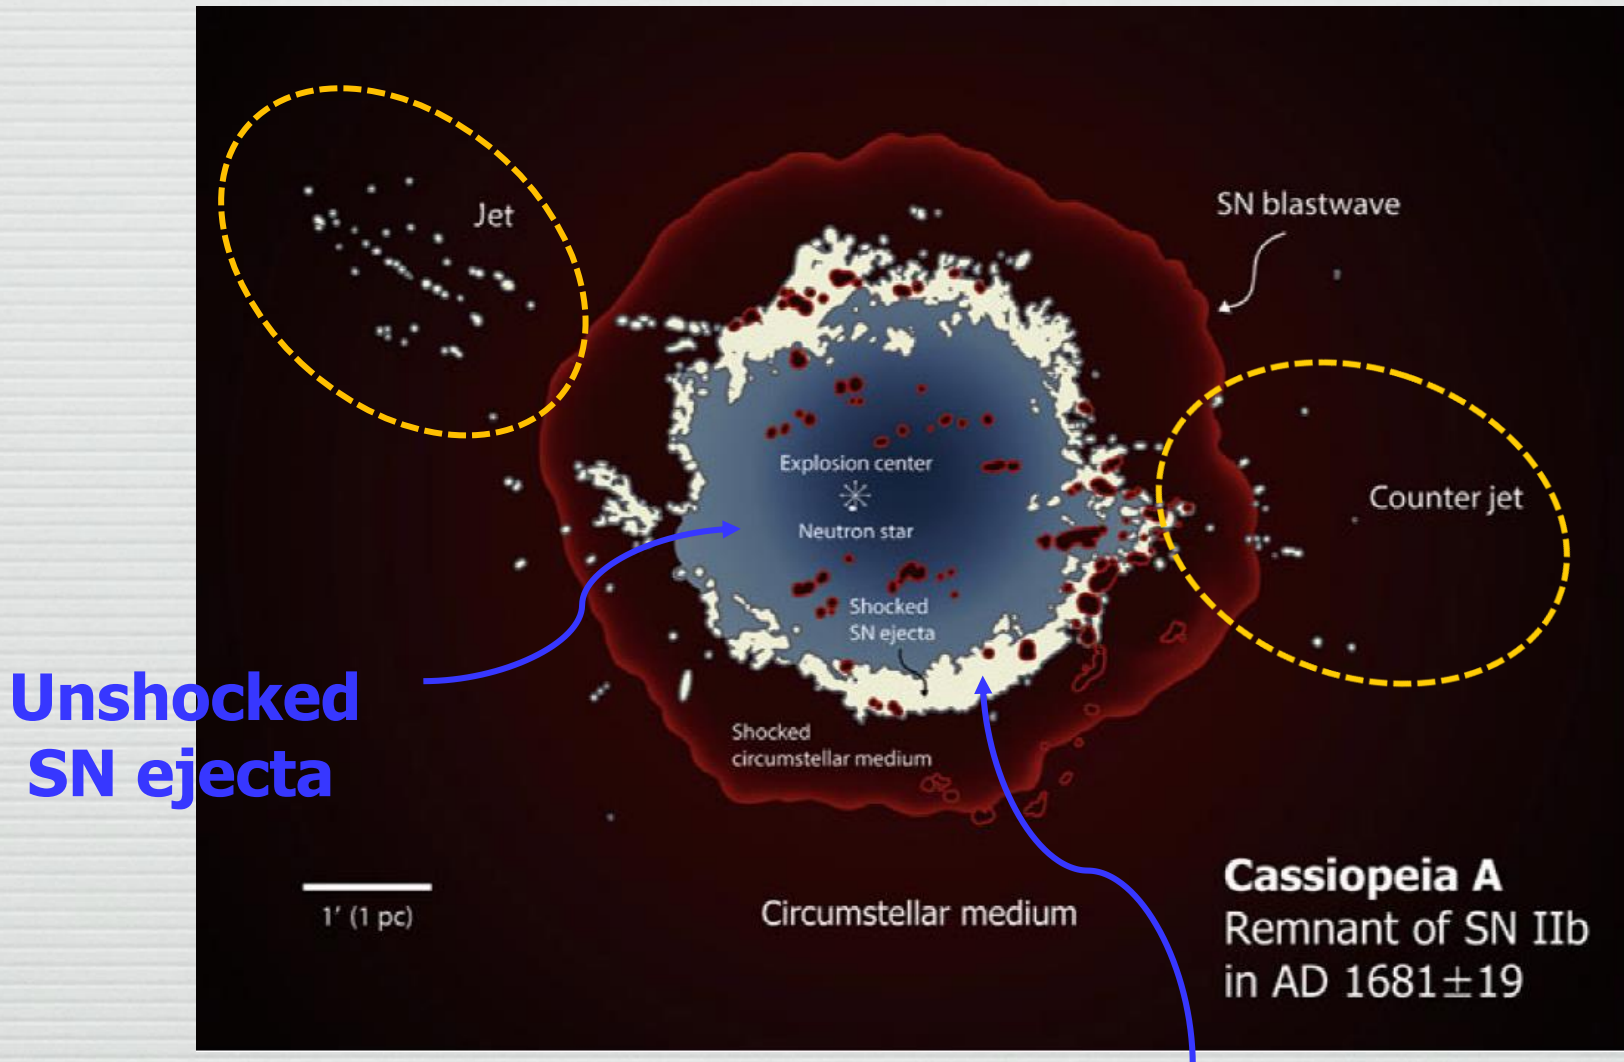 Jet
SN blastwave
Explosion center
Counter jet
Neutron star
Shocked
SN ejecta
Unshocked
SN ejecta
Shocked
circumstellar medium
1′ (1 pc)
Circumstellar medium
Cassiopeia A
Remnant of SN IIb
in AD 1681±19